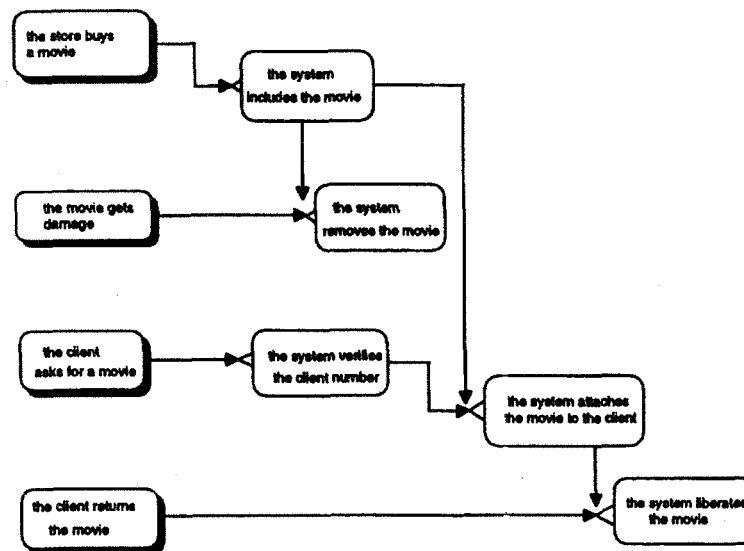 the store buys
a movie
the system
includes the movie
the movie gets
damage
the system
removes the movie
the client
asks for a movie
the system verifies
the client number
the system attaches
the movie to the client
the client returns
the movie
the system liberates
the movie